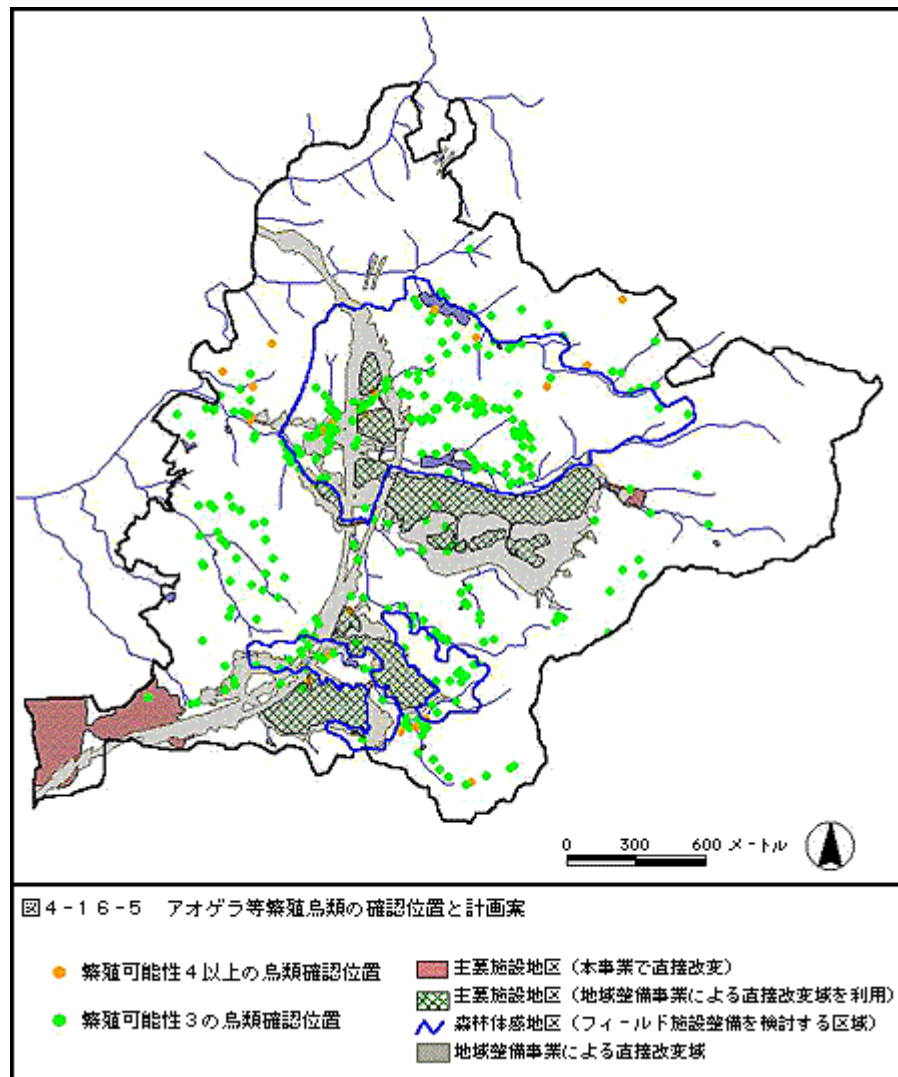 0 300 600 メートル
図4-16-5 アオゲラ等繁殖鳥類の確認位置と計画案
繁殖可能性4以上の鳥類確認位置
繁殖可能性3の鳥類確認位置
主要施設地区（本事業で直接改変）
主要施設地区（地域整備事業による直接改変域を利用）
森林体感地区（フィールド施設整備を検討する区域）
地域整備事業による直接改変域